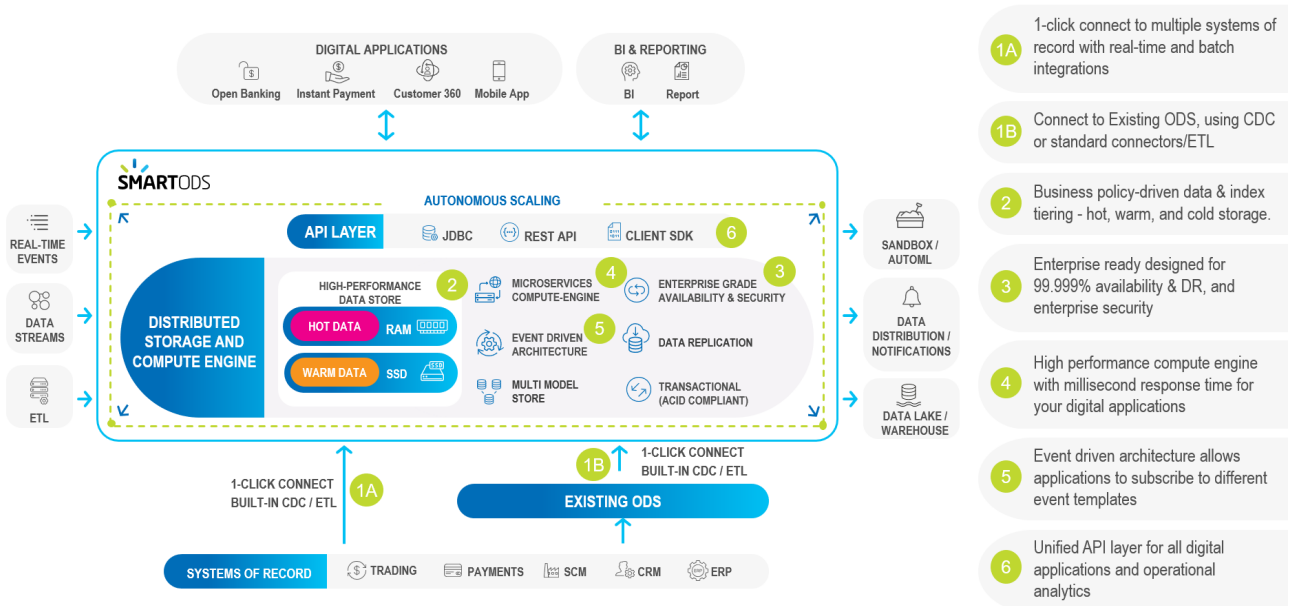 DIGITAL APPLICATIONS
Open Banking
Instant Payment
Customer 360
Mobile App
BI & REPORTING
BI
Report
SMARTODS
AUTONOMOUS SCALING
API LAYER
JDBC
REST API
CLIENT SDK
6
REAL-TIME
EVENTS
DATA
STREAMS
ETL
DISTRIBUTED
STORAGE AND
COMPUTE ENGINE
HIGH-PERFORMANCE
DATA STORE
2
HOT DATA
RAM
WARM DATA
SSD
MICROSERVICES
COMPUTE-ENGINE
4
EVENT DRIVEN
ARCHITECTURE
5
MULTI MODEL
STORE
ENTERPRISE GRADE
AVAILABILITY & SECURITY
3
DATA REPLICATION
TRANSACTIONAL
(ACID COMPLIANT)
SANDBOX /
AUTOML
DATA
DISTRIBUTION /
NOTIFICATIONS
DATA LAKE /
WAREHOUSE
1-CLICK CONNECT
BUILT-IN CDC / ETL
1A
1B
1-CLICK CONNECT
BUILT-IN CDC / ETL
EXISTING ODS
SYSTEMS OF RECORD
TRADING
PAYMENTS
SCM
CRM
ERP
1A
1-click connect to multiple systems of
record with real-time and batch
integrations
1B
Connect to Existing ODS, using CDC
or standard connectors/ETL
2
Business policy-driven data & index
tiering - hot, warm, and cold storage.
3
Enterprise ready designed for
99.999% availability & DR, and
enterprise security
4
High performance compute engine
with millisecond response time for
your digital applications
5
Event driven architecture allows
applications to subscribe to different
event templates
6
Unified API layer for all digital
applications and operational
analytics